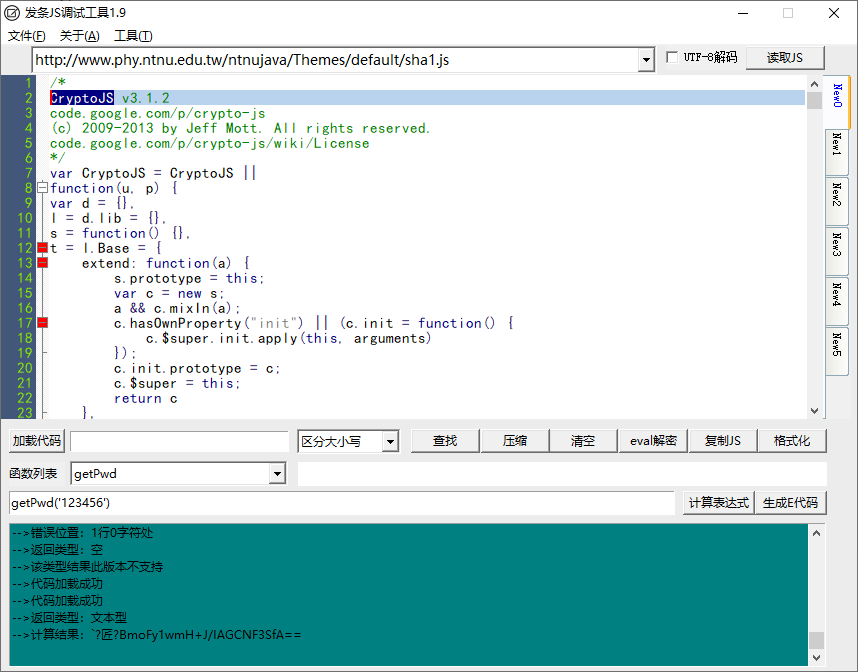 发条JS调试工具1.9
文件(F) 关于(A) 工具(T)
http://www.phy.ntnu.edu.tw/ntnujava/Themes/default/sha1.js UTF-8解码 读取JS
1 /*
2 CryptoJS v3.1.2
3 code.google.com/p/crypto-js
4 (c) 2009-2013 by Jeff Mott. All rights reserved.
5 code.google.com/p/crypto-js/wiki/License
6 */
7 var CryptoJS = CryptoJS ||
8 function(u, p) {
9 var d = {},
10 l = d.lib = {},
11 s = function() {},
12 t = l.Base = {
13 extend: function(a) {
14 s.prototype = this;
15 var c = new s;
16 a && c.mixIn(a);
17 c.hasOwnProperty("init") || (c.init = function() {
18 c.$super.init.apply(this, arguments)
19 });
20 c.init.prototype = c;
21 c.$super = this;
22 return c
23 },
New0
New1
New2
New3
New4
New5
加载代码 区分大小写 查找 压缩 清空 eval解密 复制JS 格式化
函数列表 getPwd
getPwd('123456') 计算表达式 生成E代码
-->错误位置：1行0字符处
-->返回类型：空
-->该类型结果此版本不支持
-->代码加载成功
-->代码加载成功
-->返回类型：文本型
-->计算结果：`?匠?BmoFy1wmH+J/IAGCNF3SfA==